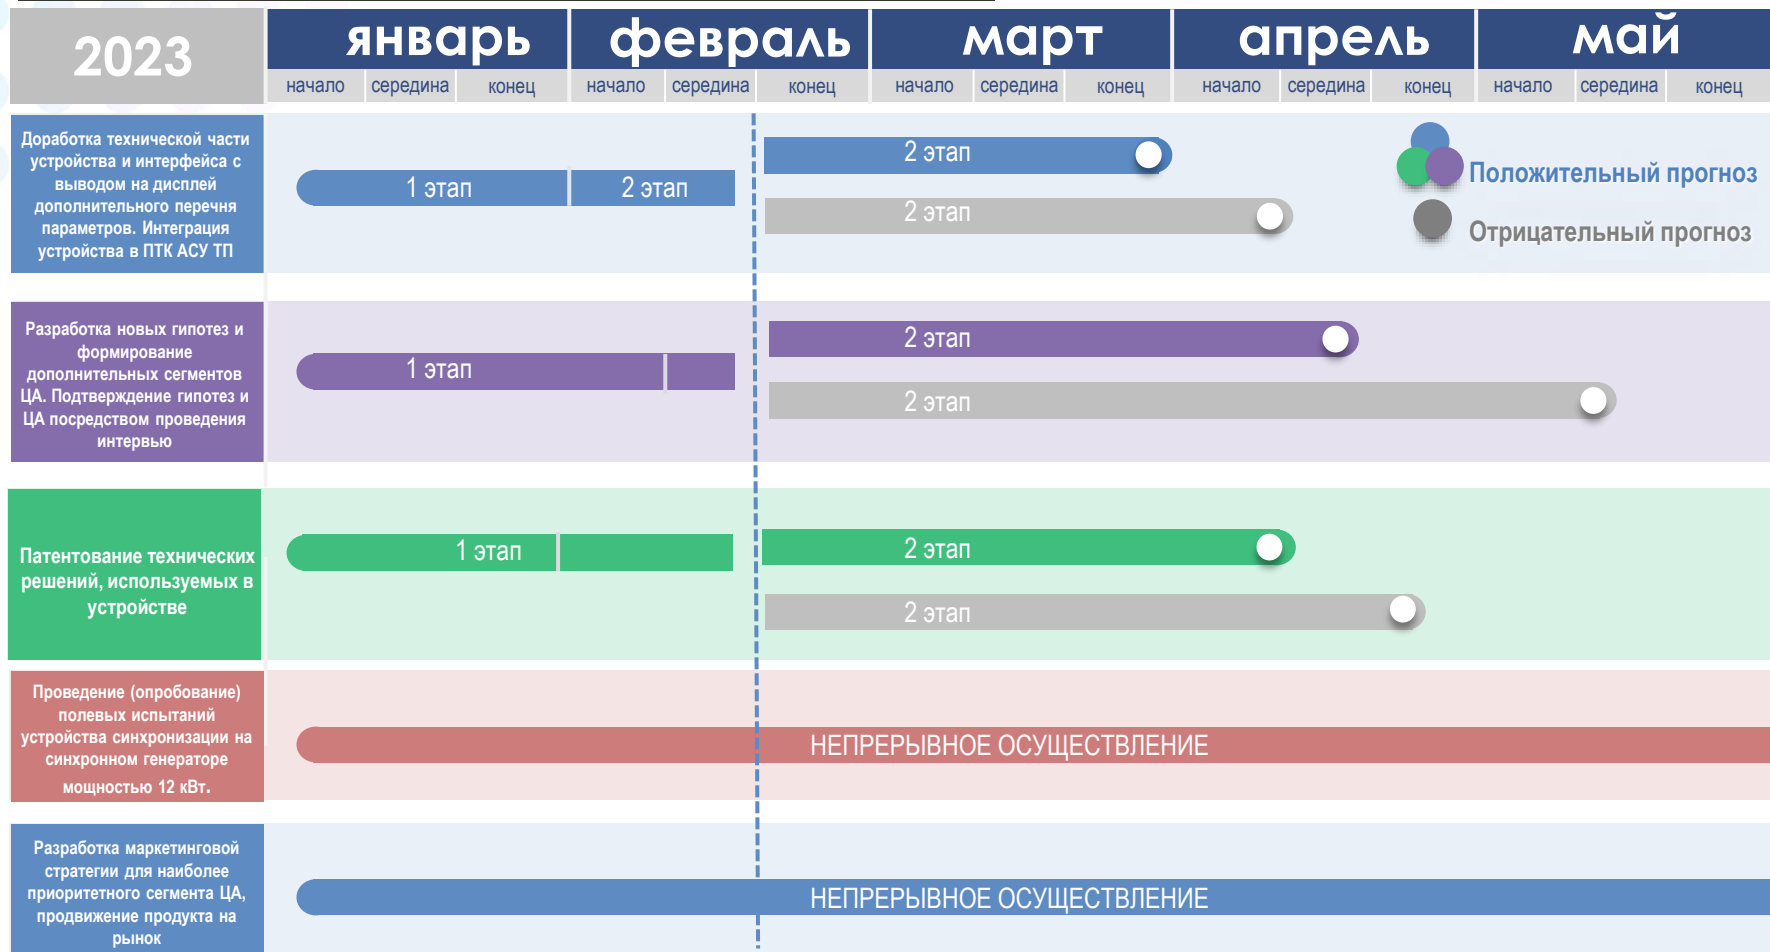 2023
январь
февраль
март
апрель
май
начало
середина
конец
начало
середина
конец
начало
середина
конец
начало
середина
конец
начало
середина
конец
Доработка технической части
устройства и интерфейса с
выводом на дисплей
дополнительного перечня
параметров. Интеграция
устройства в ПТК АСУ ТП
1 этап
2 этап
2 этап
2 этап
Положительный прогноз
Отрицательный прогноз
Разработка новых гипотез и
формирование
дополнительных сегментов
ЦА. Подтверждение гипотез и
ЦА посредством проведения
интервью
1 этап
2 этап
2 этап
Патентование технических
решений, используемых в
устройстве
1 этап
2 этап
2 этап
Проведение (опробование)
полевых испытаний
устройства синхронизации на
синхронном генераторе
мощностью 12 кВт.
НЕПРЕРЫВНОЕ ОСУЩЕСТВЛЕНИЕ
Разработка маркетинговой
стратегии для наиболее
приоритетного сегмента ЦА,
продвижение продукта на
рынок
НЕПРЕРЫВНОЕ ОСУЩЕСТВЛЕНИЕ